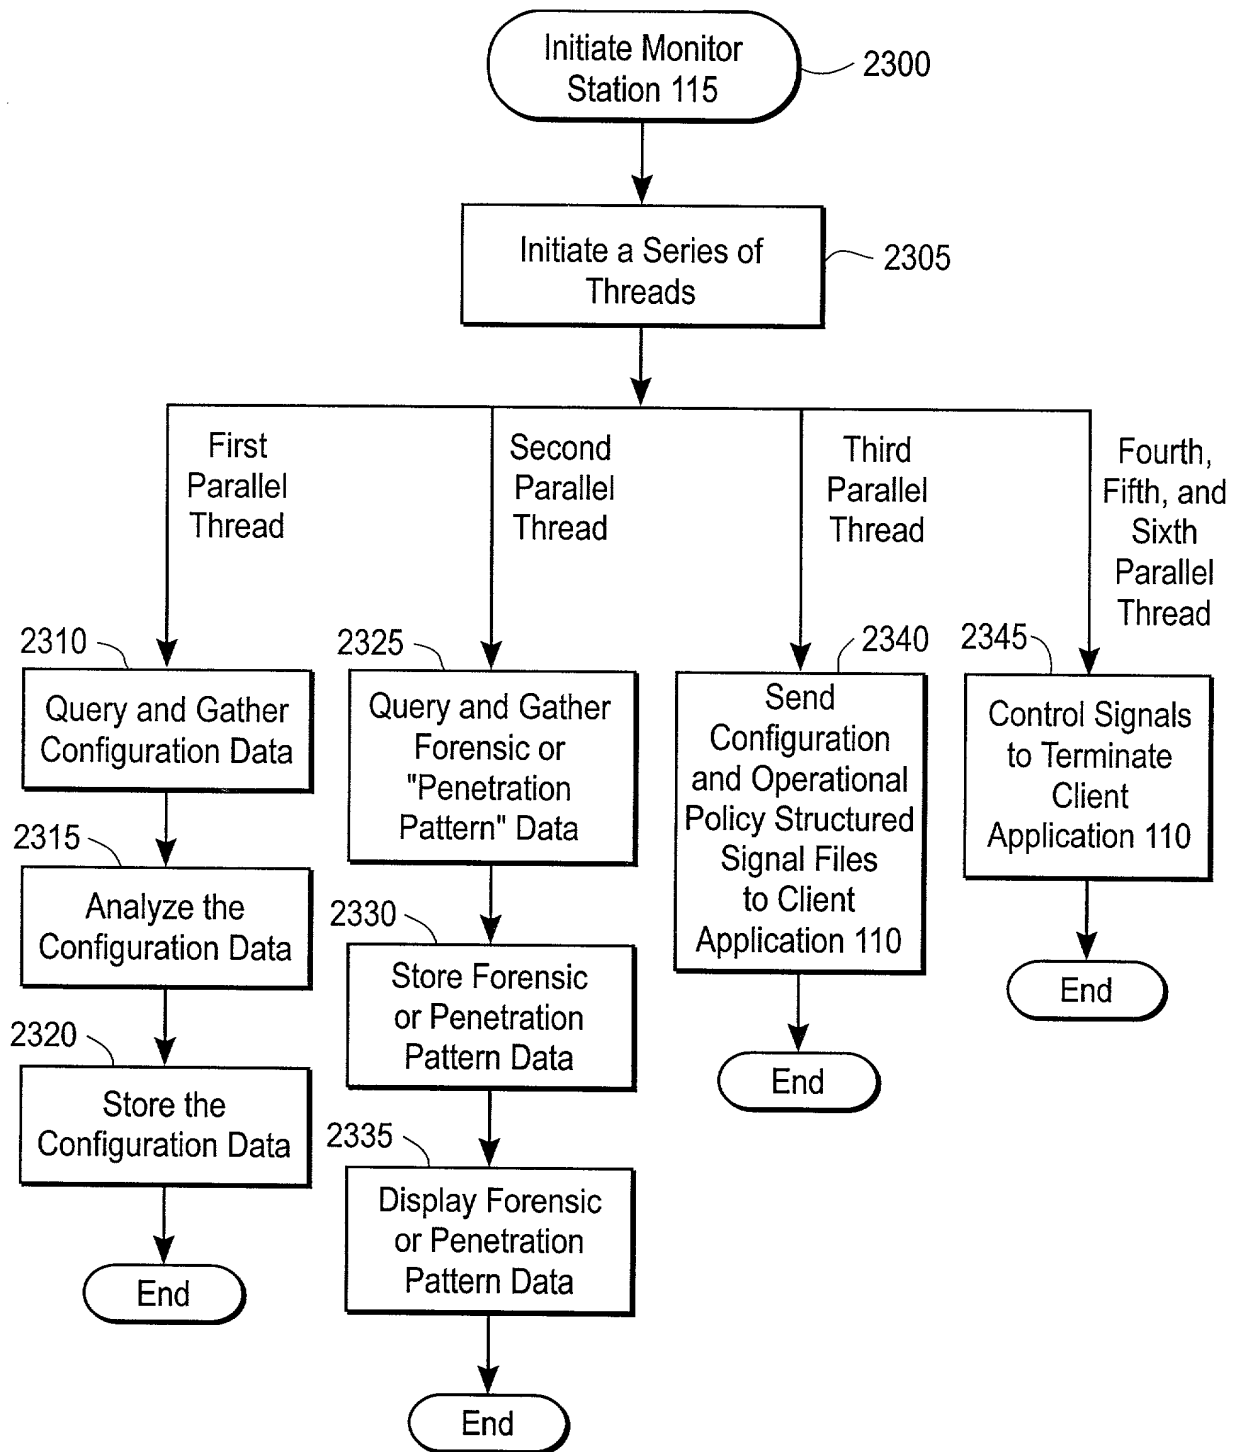 Initiate Monitor
Station 115
2300
Initiate a Series of
Threads
2305
First
Parallel
Thread
Second
Parallel
Thread
Third
Parallel
Thread
Fourth,
Fifth, and
Sixth
Parallel
Thread
2310
Query and Gather
Configuration Data
2315
Analyze the
Configuration Data
2320
Store the
Configuration Data
End
2325
Query and Gather
Forensic or
"Penetration
Pattern" Data
2330
Store Forensic
or Penetration
Pattern Data
2335
Display Forensic
or Penetration
Pattern Data
End
2340
Send
Configuration
and Operational
Policy Structured
Signal Files
to Client
Application 110
End
2345
Control Signals
to Terminate
Client
Application 110
End